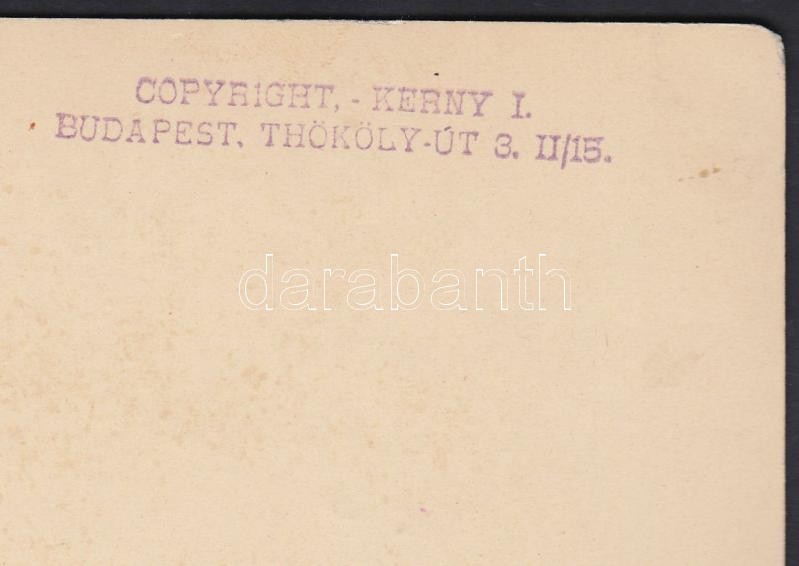 COPYRIGHT, - KERNY I.
BUDAPEST, THÖKÖLY-ÚT 3. II/15.
darabanth